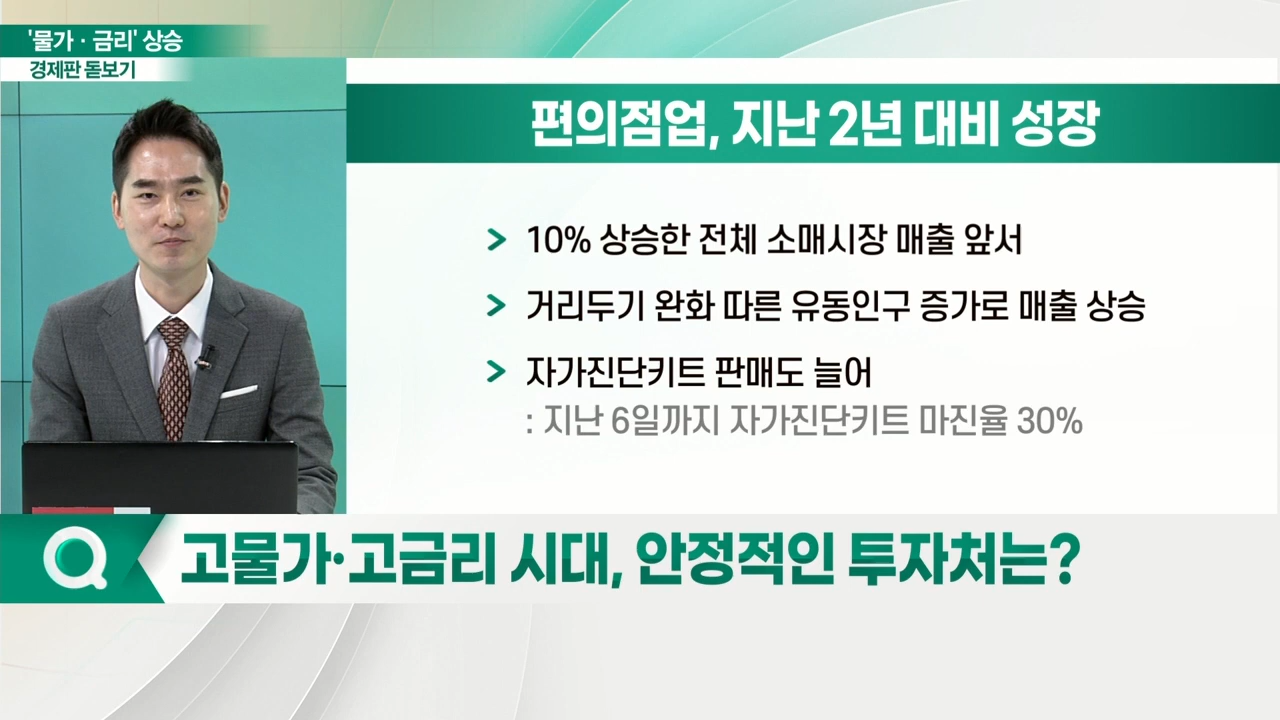 '물가 · 금리' 상승
경제판 돋보기
편의점업, 지난 2년 대비 성장
> 10% 상승한 전체 소매시장 매출 앞서
> 거리두기 완화 따른 유동인구 증가로 매출 상승
> 자가진단키트 판매도 늘어
: 지난 6일까지 자가진단키트 마진율 30%
Q 고물가·고금리 시대, 안정적인 투자처는?